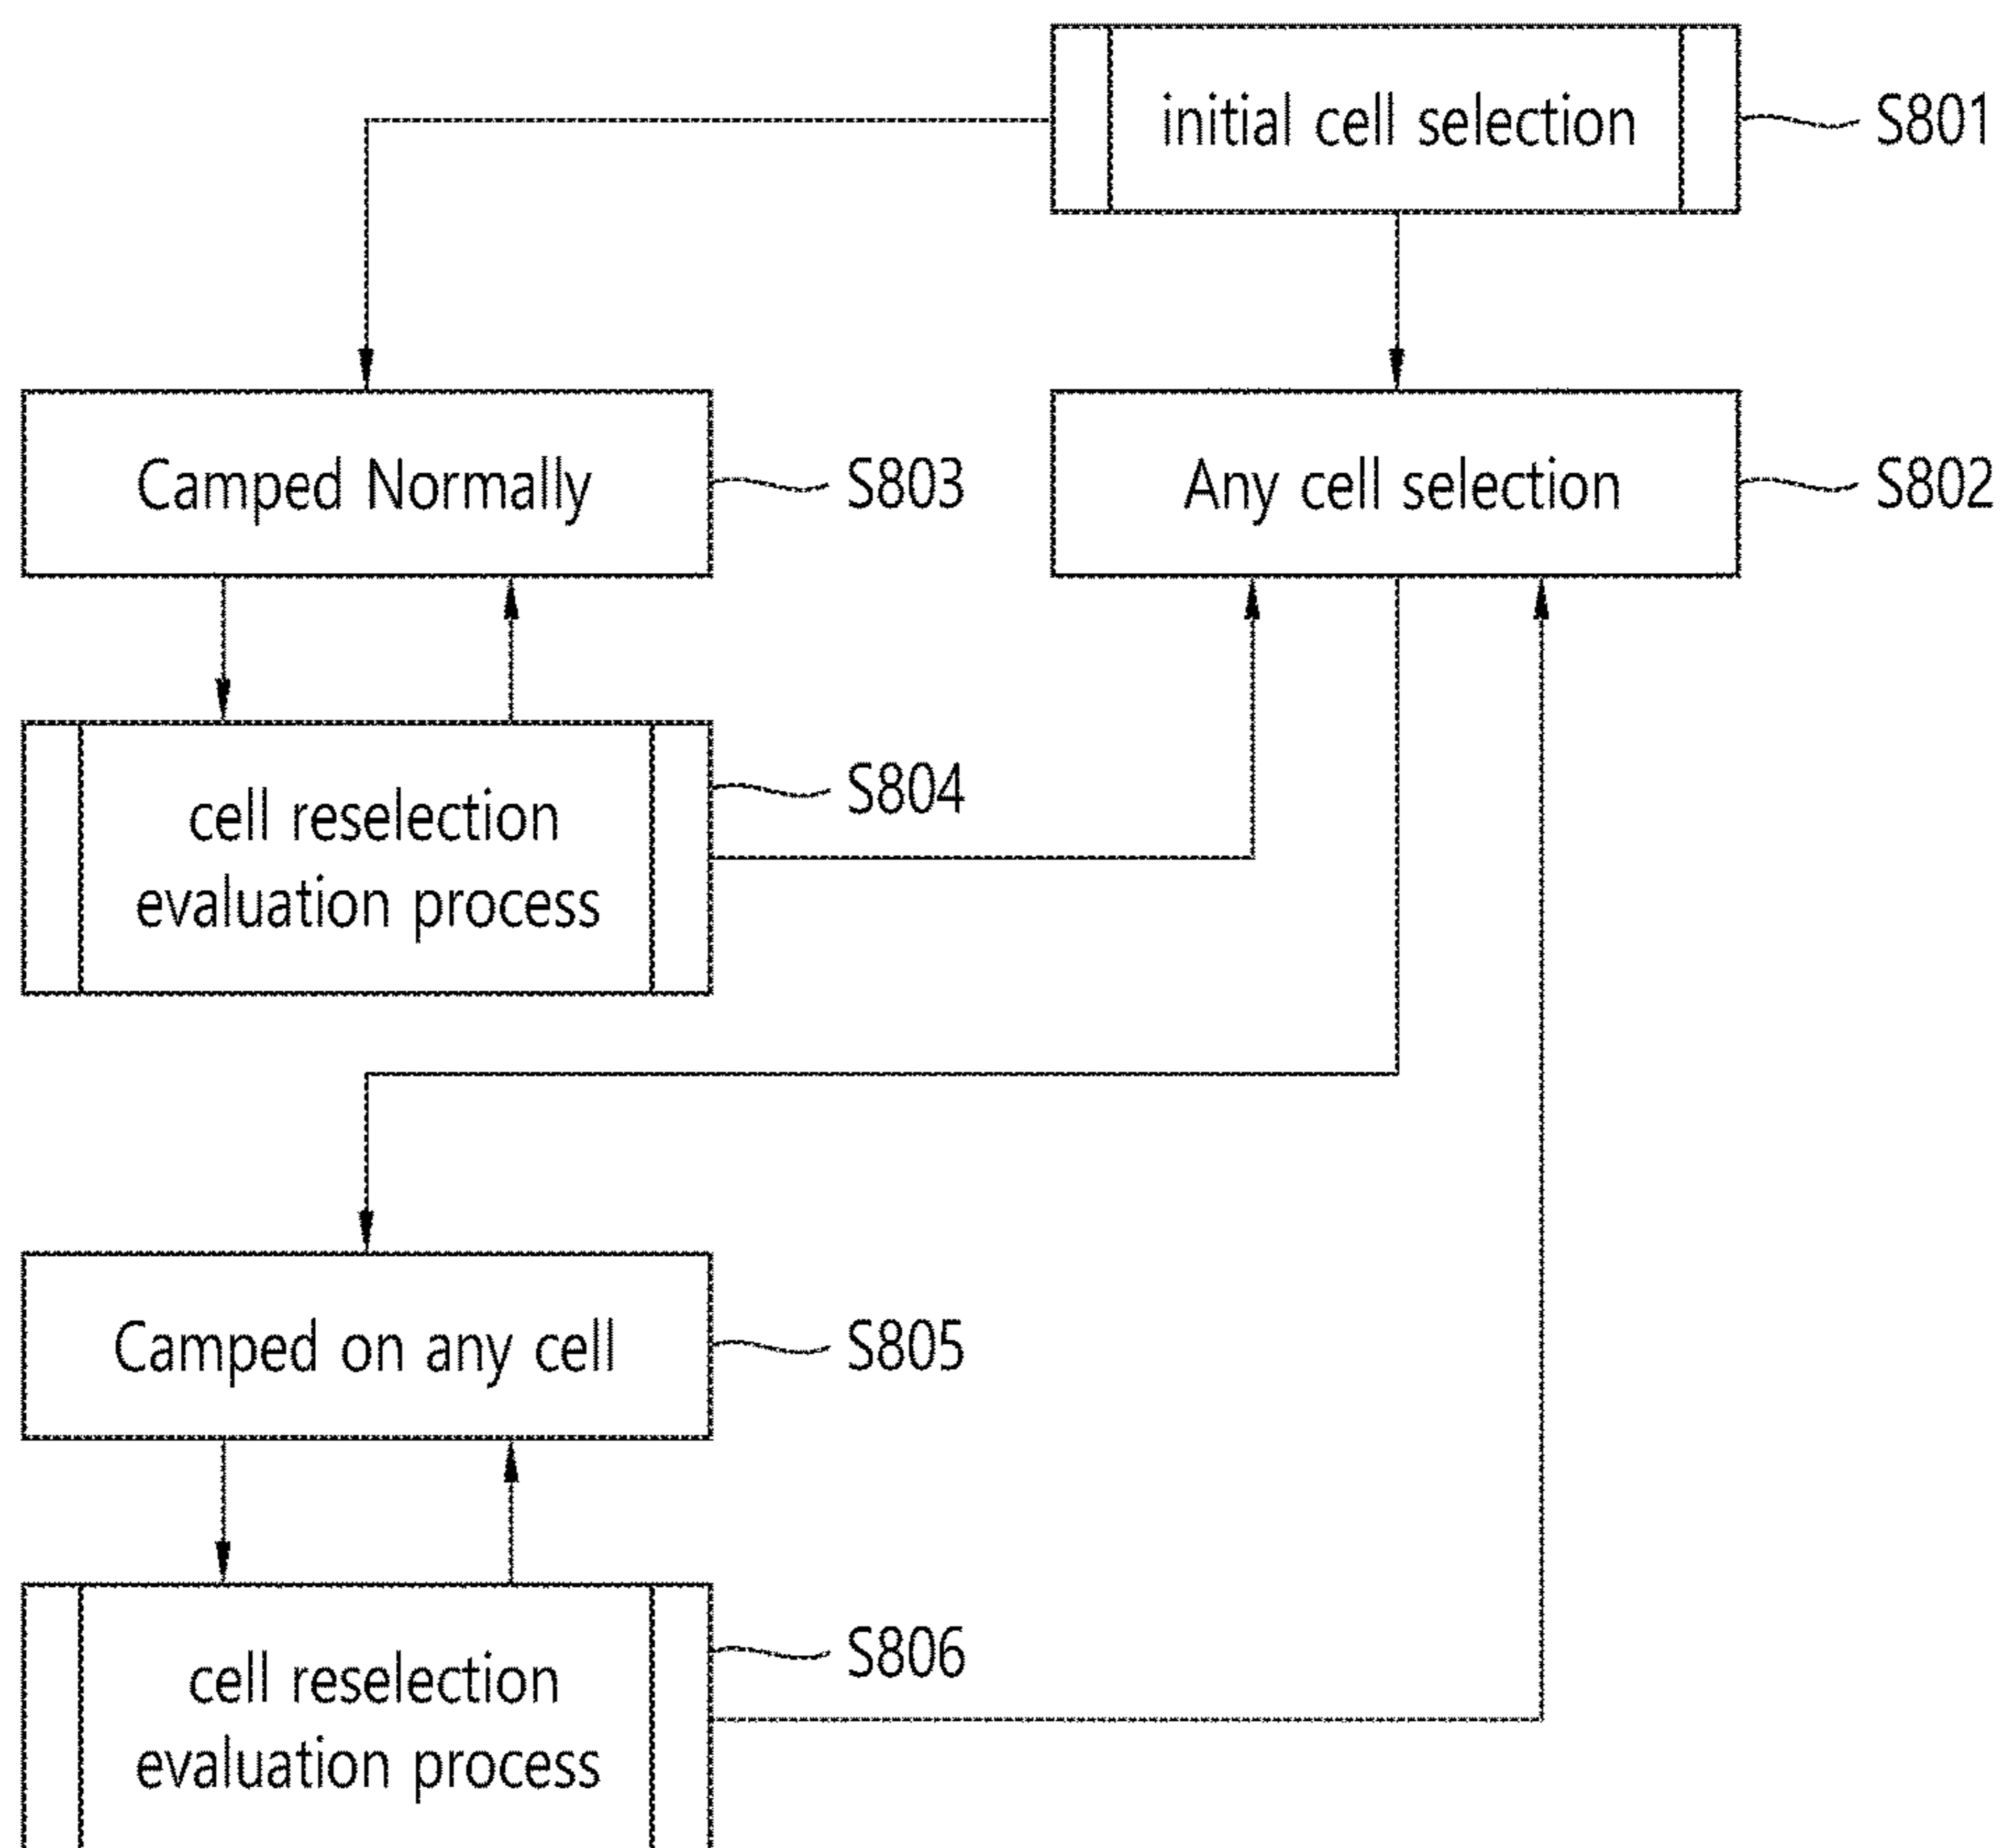 initial cell selection
S801
Camped Normally
S803
Any cell selection
S802
cell reselection
evaluation process
S804
Camped on any cell
S805
cell reselection
evaluation process
S806